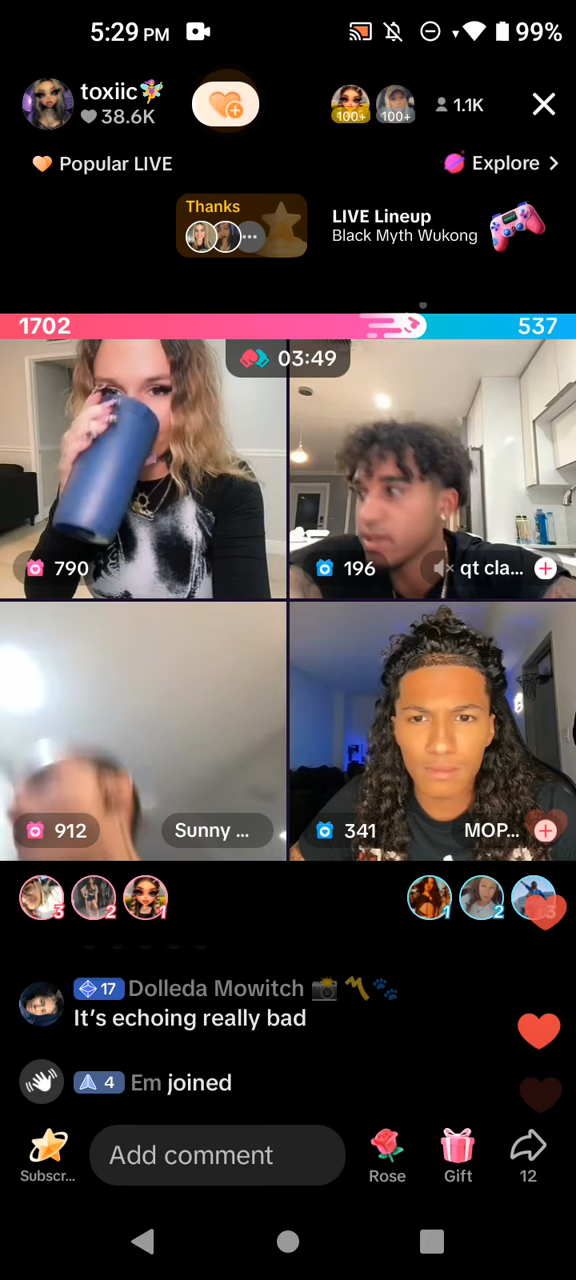 5:29 PM
99%
toxiic🧚
38.6K
100+
100+
1.1K
Popular LIVE
Explore >
Thanks
LIVE Lineup
Black Myth Wukong
1702
537
03:49
790
196
qt cla...
912
Sunny ...
341
MOP...
3
2
1
1
2
3
17 Dolleda Mowitch 📸 〽️🐾
It's echoing really bad
4 Em joined
Add comment
Subscr...
Rose
Gift
12